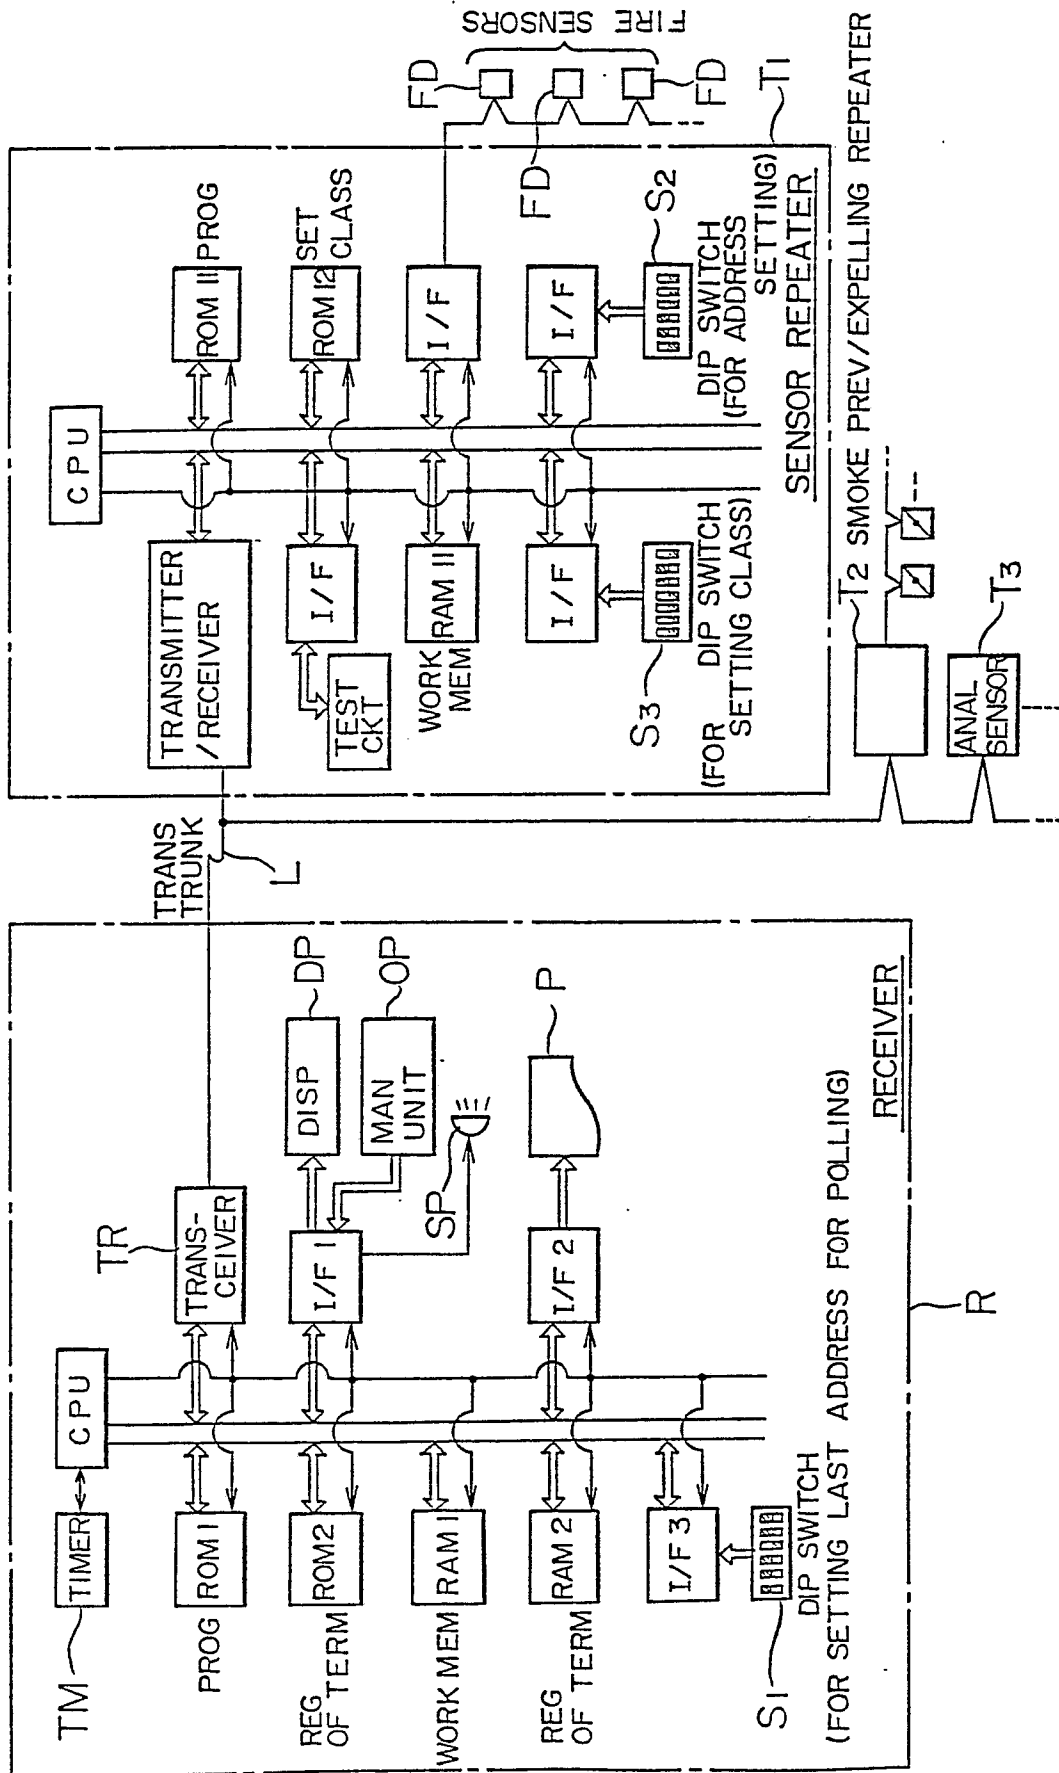 TM
TIMER
CPU
PROG
ROM 1
TRANS-
CEIVER
TR
REG
OF TERM
ROM 2
I/F 1
DISP
DP
MAN
UNIT
OP
SP
WORK MEM
RAM 1
REG
OF TERM
RAM 2
I/F 2
P
I/F 3
S1
DIP SWITCH
(FOR SETTING LAST ADDRESS FOR POLLING)
RECEIVER
R
TRANS
TRUNK
L
CPU
TRANSMITTER
/RECEIVER
ROM 11
PROG
TEST
CKT
I/F
ROM 12
SET
CLASS
WORK
MEM
RAM 11
I/F
I/F
I/F
S3
DIP SWITCH
(FOR
SETTING CLASS)
S2
DIP SWITCH
(FOR ADDRESS
SETTING)
SENSOR REPEATER
T1
FD
FD
FD
FIRE SENSORS
T2
SMOKE PREV/EXPELLING REPEATER
ANAL
SENSOR
T3